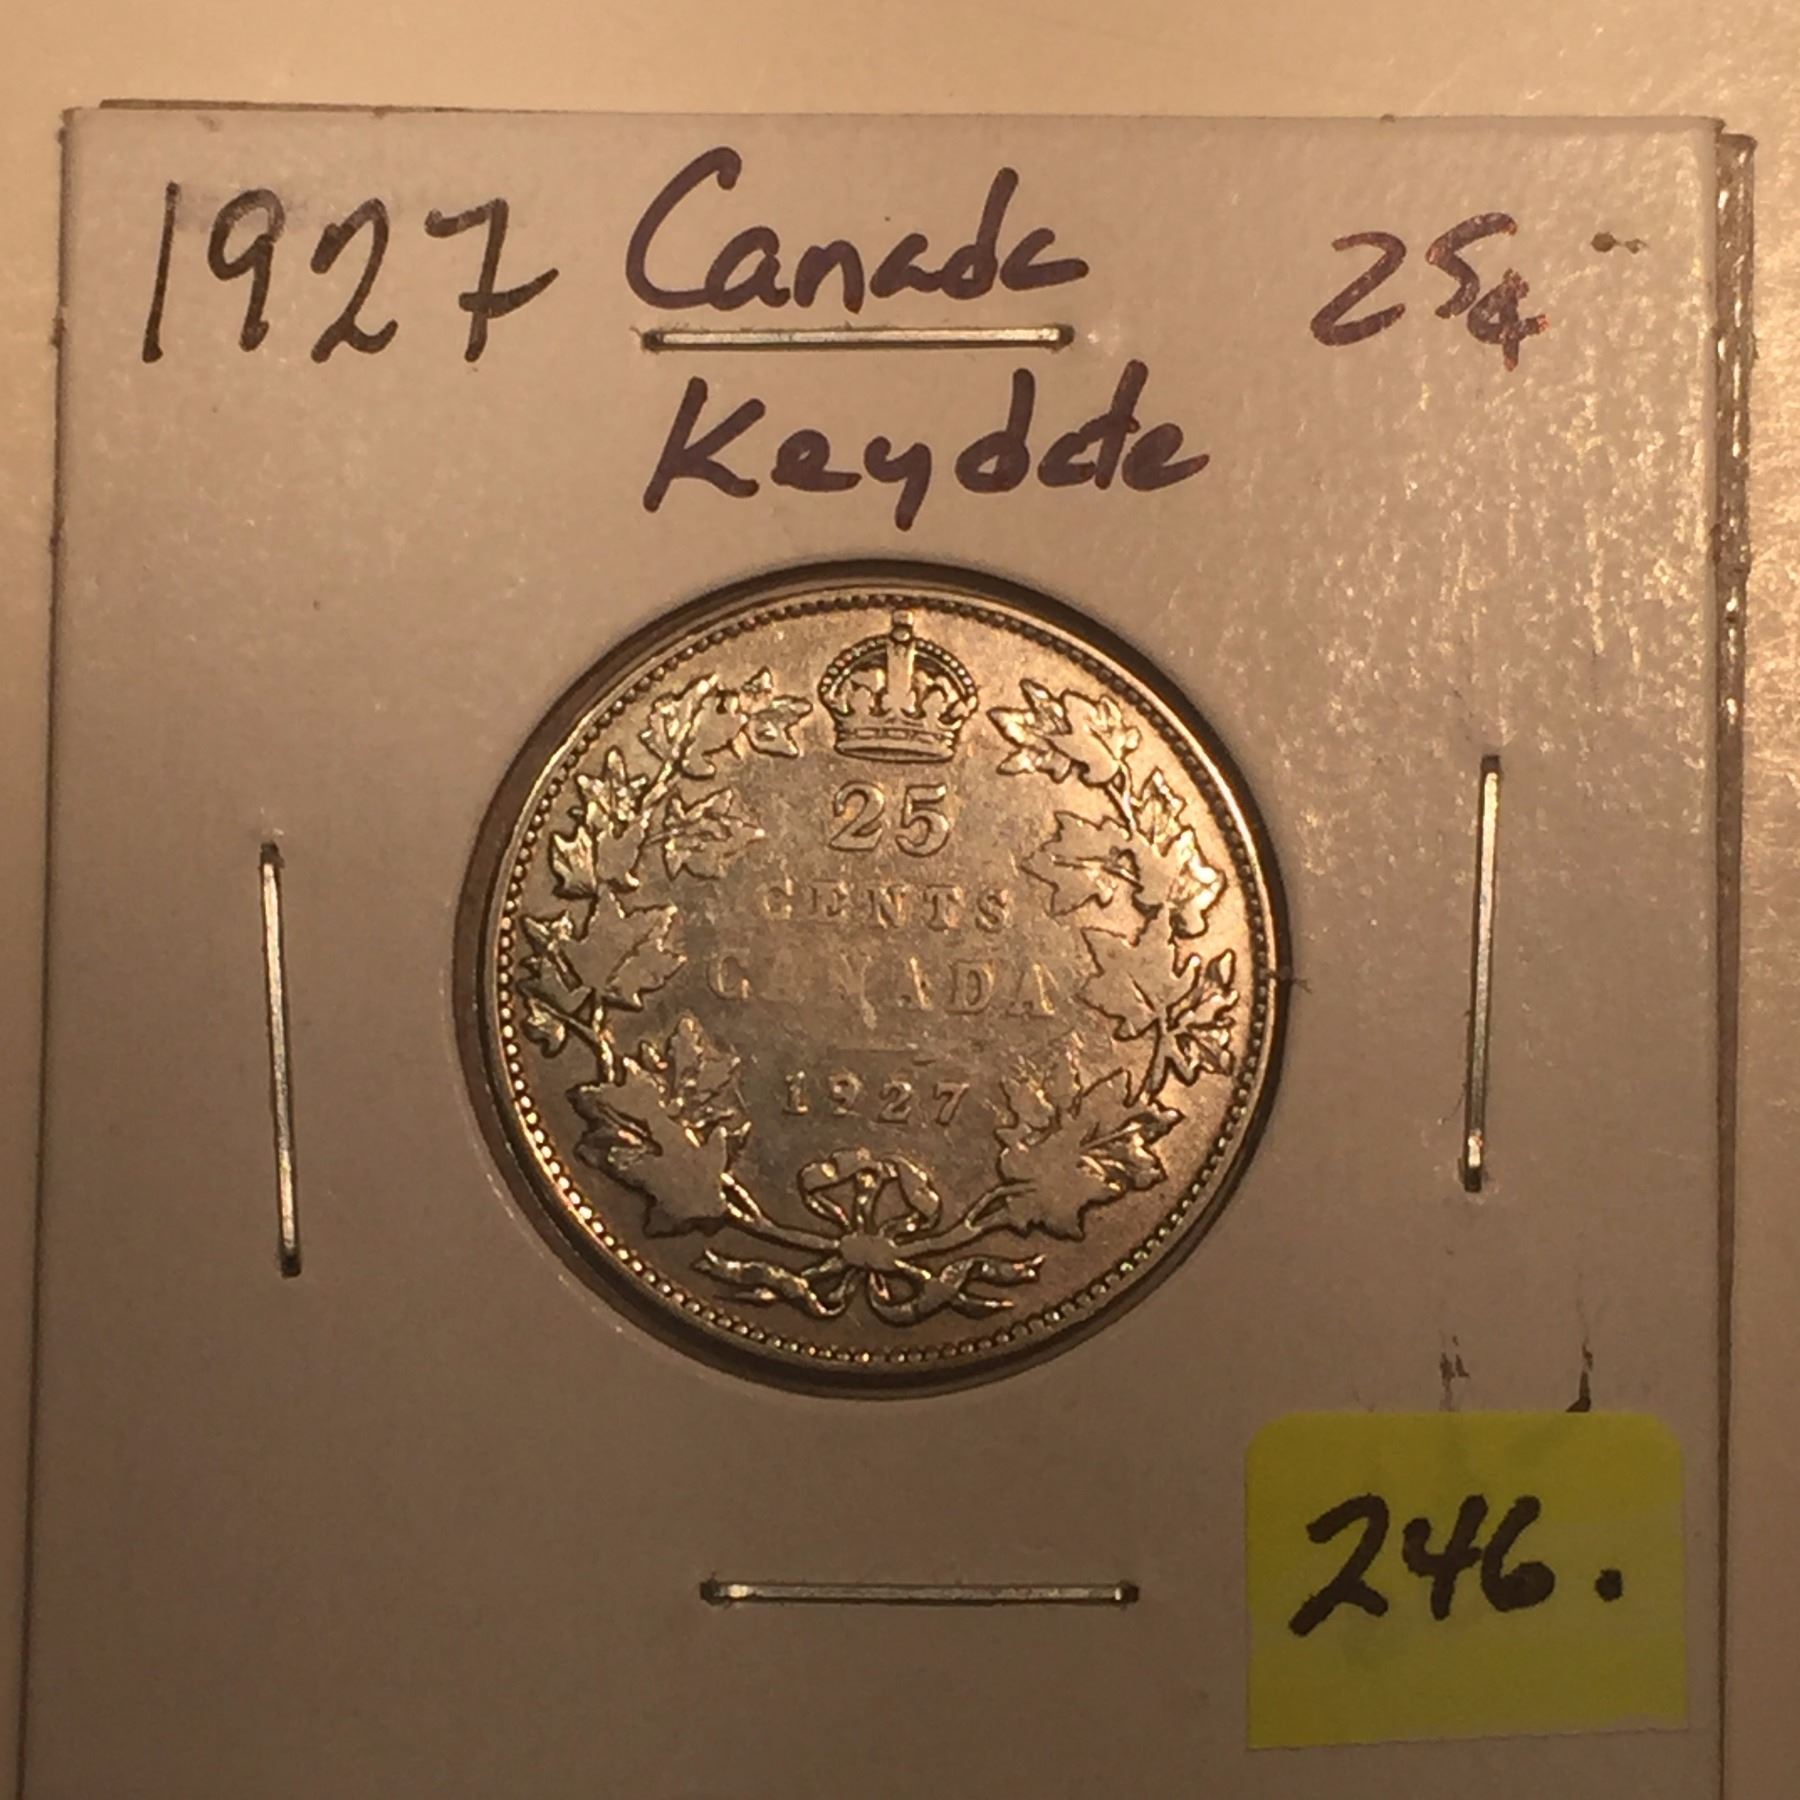 1927 Canada 25¢
Keydate
25
CENTS
CANADA
1927
246.